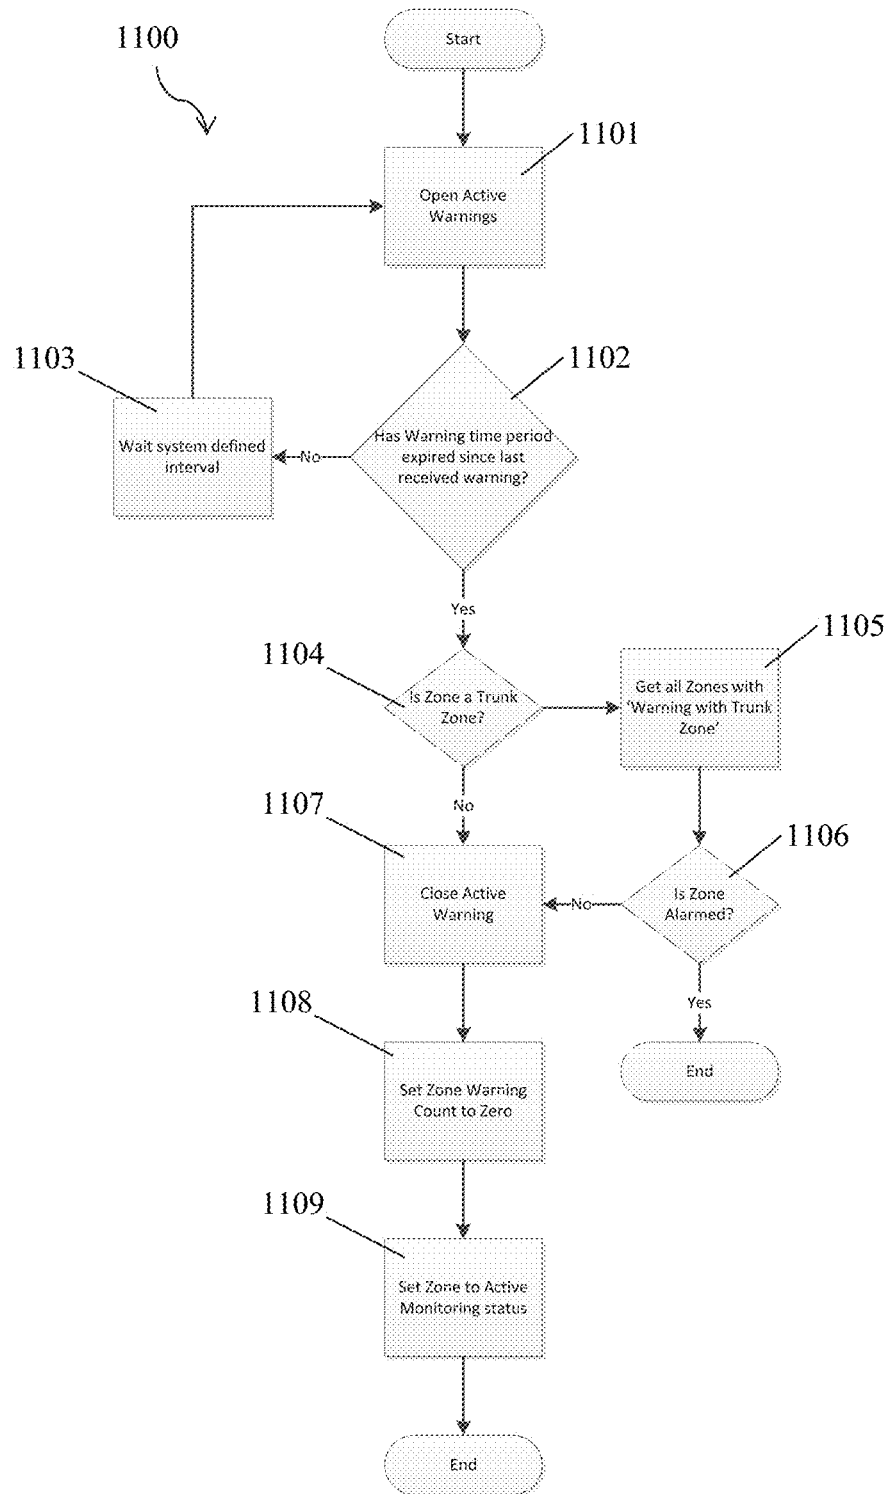 1100
Start
1101
Open Active
Warnings
1102
Has Warning time period
expired since last
received warning?
1103
Wait system defined
interval
No
Yes
1104
Is Zone a Trunk
Zone?
1105
Get all Zones with
‘Warning with Trunk
Zone’
No
1106
Is Zone
Alarmed?
No
Yes
End
1107
Close Active
Warning
1108
Set Zone Warning
Count to Zero
1109
Set Zone to Active
Monitoring status
End